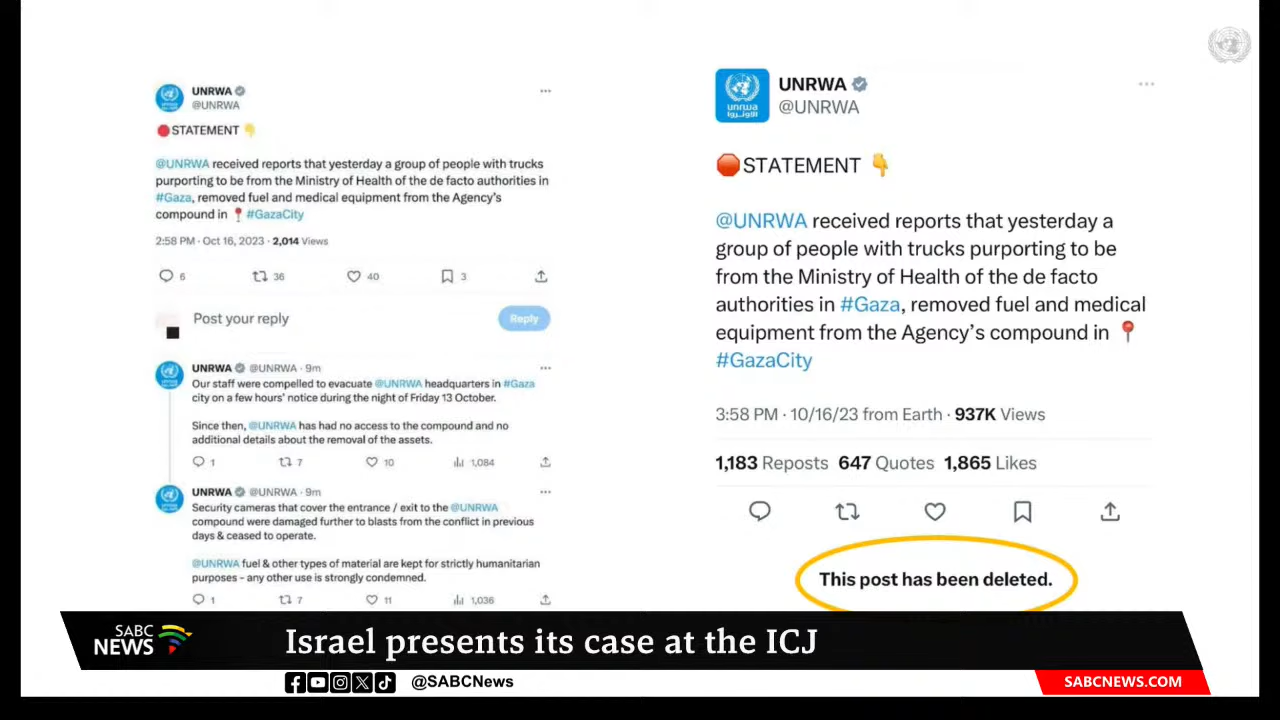 UNRWA
@UNRWA
STATEMENT
@UNRWA received reports that yesterday a group of people with trucks
purporting to be from the Ministry of Health of the de facto authorities in
#Gaza, removed fuel and medical equipment from the Agency's
compound in 📍 #GazaCity
2:58 PM · Oct 16, 2023 · 2,014 Views
6 36 40 3
Post your reply
Reply
UNRWA @UNRWA · 9m
Our staff were compelled to evacuate @UNRWA headquarters in #Gaza
city on a few hours' notice during the night of Friday 13 October.
Since then, @UNRWA has had no access to the compound and no
additional details about the removal of the assets.
1 7 10 1,084
UNRWA @UNRWA · 9m
Security cameras that cover the entrance / exit to the @UNRWA
compound were damaged further to blasts from the conflict in previous
days & ceased to operate.
@UNRWA fuel & other types of material are kept for strictly humanitarian
purposes – any other use is strongly condemned.
1 7 11 1,036
unrwa
الأونروا
UNRWA
@UNRWA
🛑STATEMENT 👇
@UNRWA received reports that yesterday a
group of people with trucks purporting to be
from the Ministry of Health of the de facto
authorities in #Gaza, removed fuel and medical
equipment from the Agency's compound in 📍
#GazaCity
3:58 PM · 10/16/23 from Earth · 937K Views
1,183 Reposts 647 Quotes 1,865 Likes
This post has been deleted.
SABC
NEWS
Israel presents its case at the ICJ
@SABCNews
SABCNEWS.COM